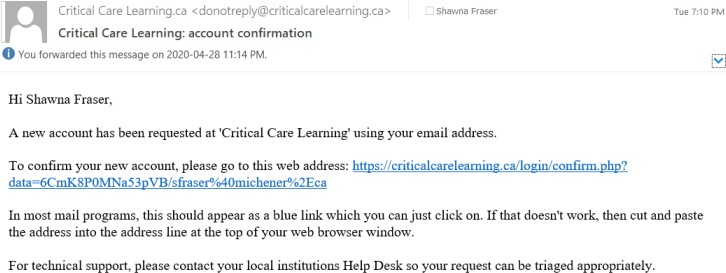 Critical Care Learning.ca <donotreply@criticalcarelearning.ca> Shawna Fraser Tue 7:10 PM
Critical Care Learning: account confirmation
You forwarded this message on 2020-04-28 11:14 PM.
Hi Shawna Fraser,
A new account has been requested at 'Critical Care Learning' using your email address.
To confirm your new account, please go to this web address: https://criticalcarelearning.ca/login/confirm.php?
data=6CmK8P0MNa53pVB/sfraser%40michener%2Eca
In most mail programs, this should appear as a blue link which you can just click on. If that doesn't work, then cut and paste
the address into the address line at the top of your web browser window.
For technical support, please contact your local institutions Help Desk so your request can be triaged appropriately.